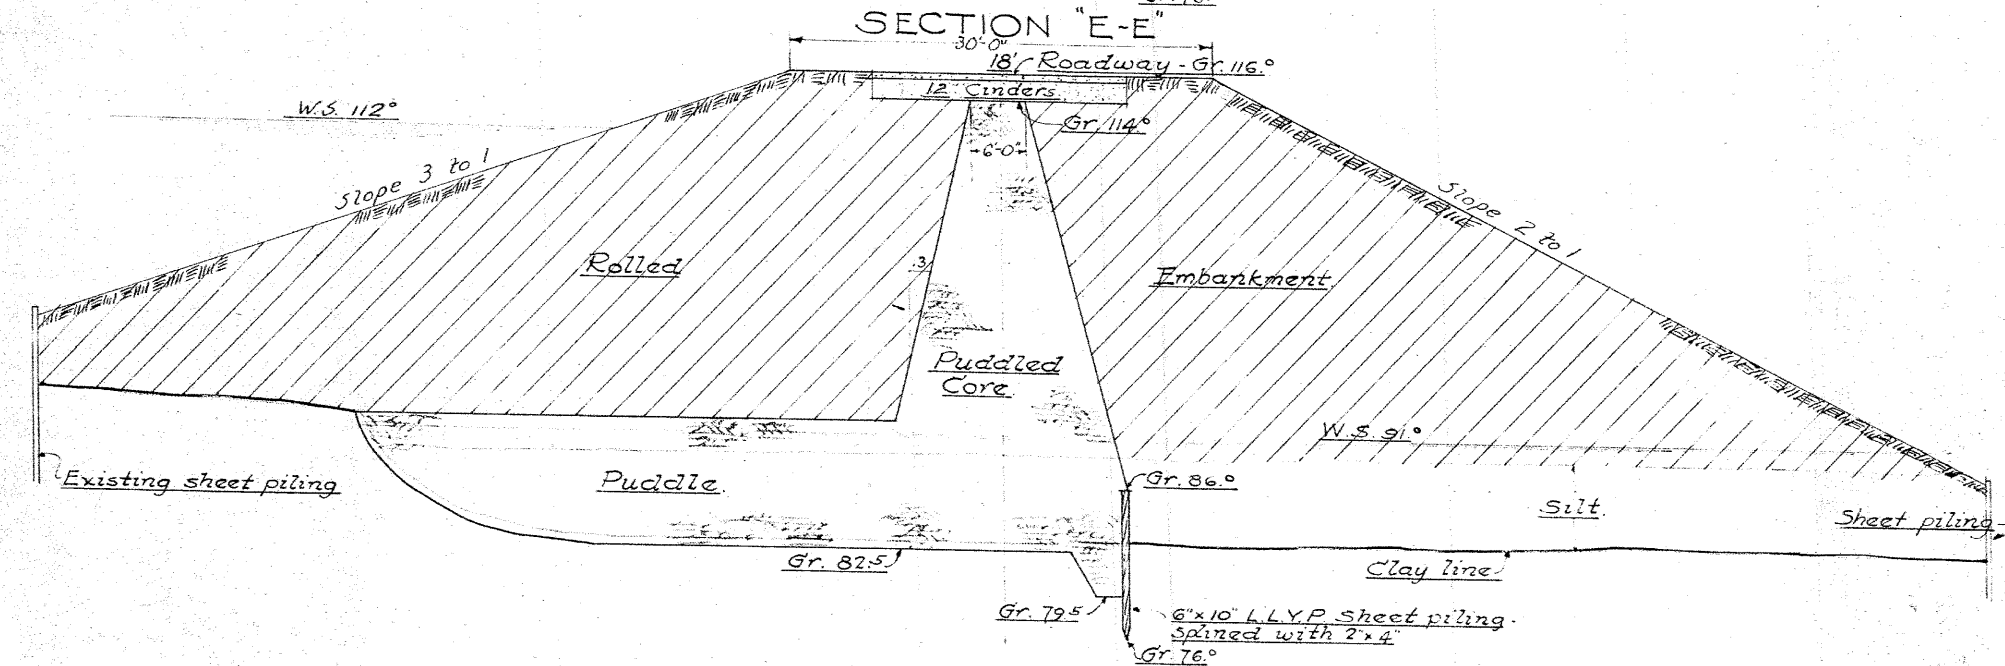 SECTION "E-E"
30'-0"
18' Roadway - Gr. 116.°
12" Cinders
W.S. 112°
Gr. 114°
6'-0"
Slope 3 to 1
Slope 2 to 1
Rolled
.3
1
Embankment
Puddled
Core
W.S. 91.°
Existing sheet piling
Puddle.
Gr. 86.°
Silt.
Sheet piling
Gr. 82.5
Clay line
Gr. 79.5
6"x10" L.L.Y.P. Sheet piling.
Splined with 2"x4"
Gr. 76.°